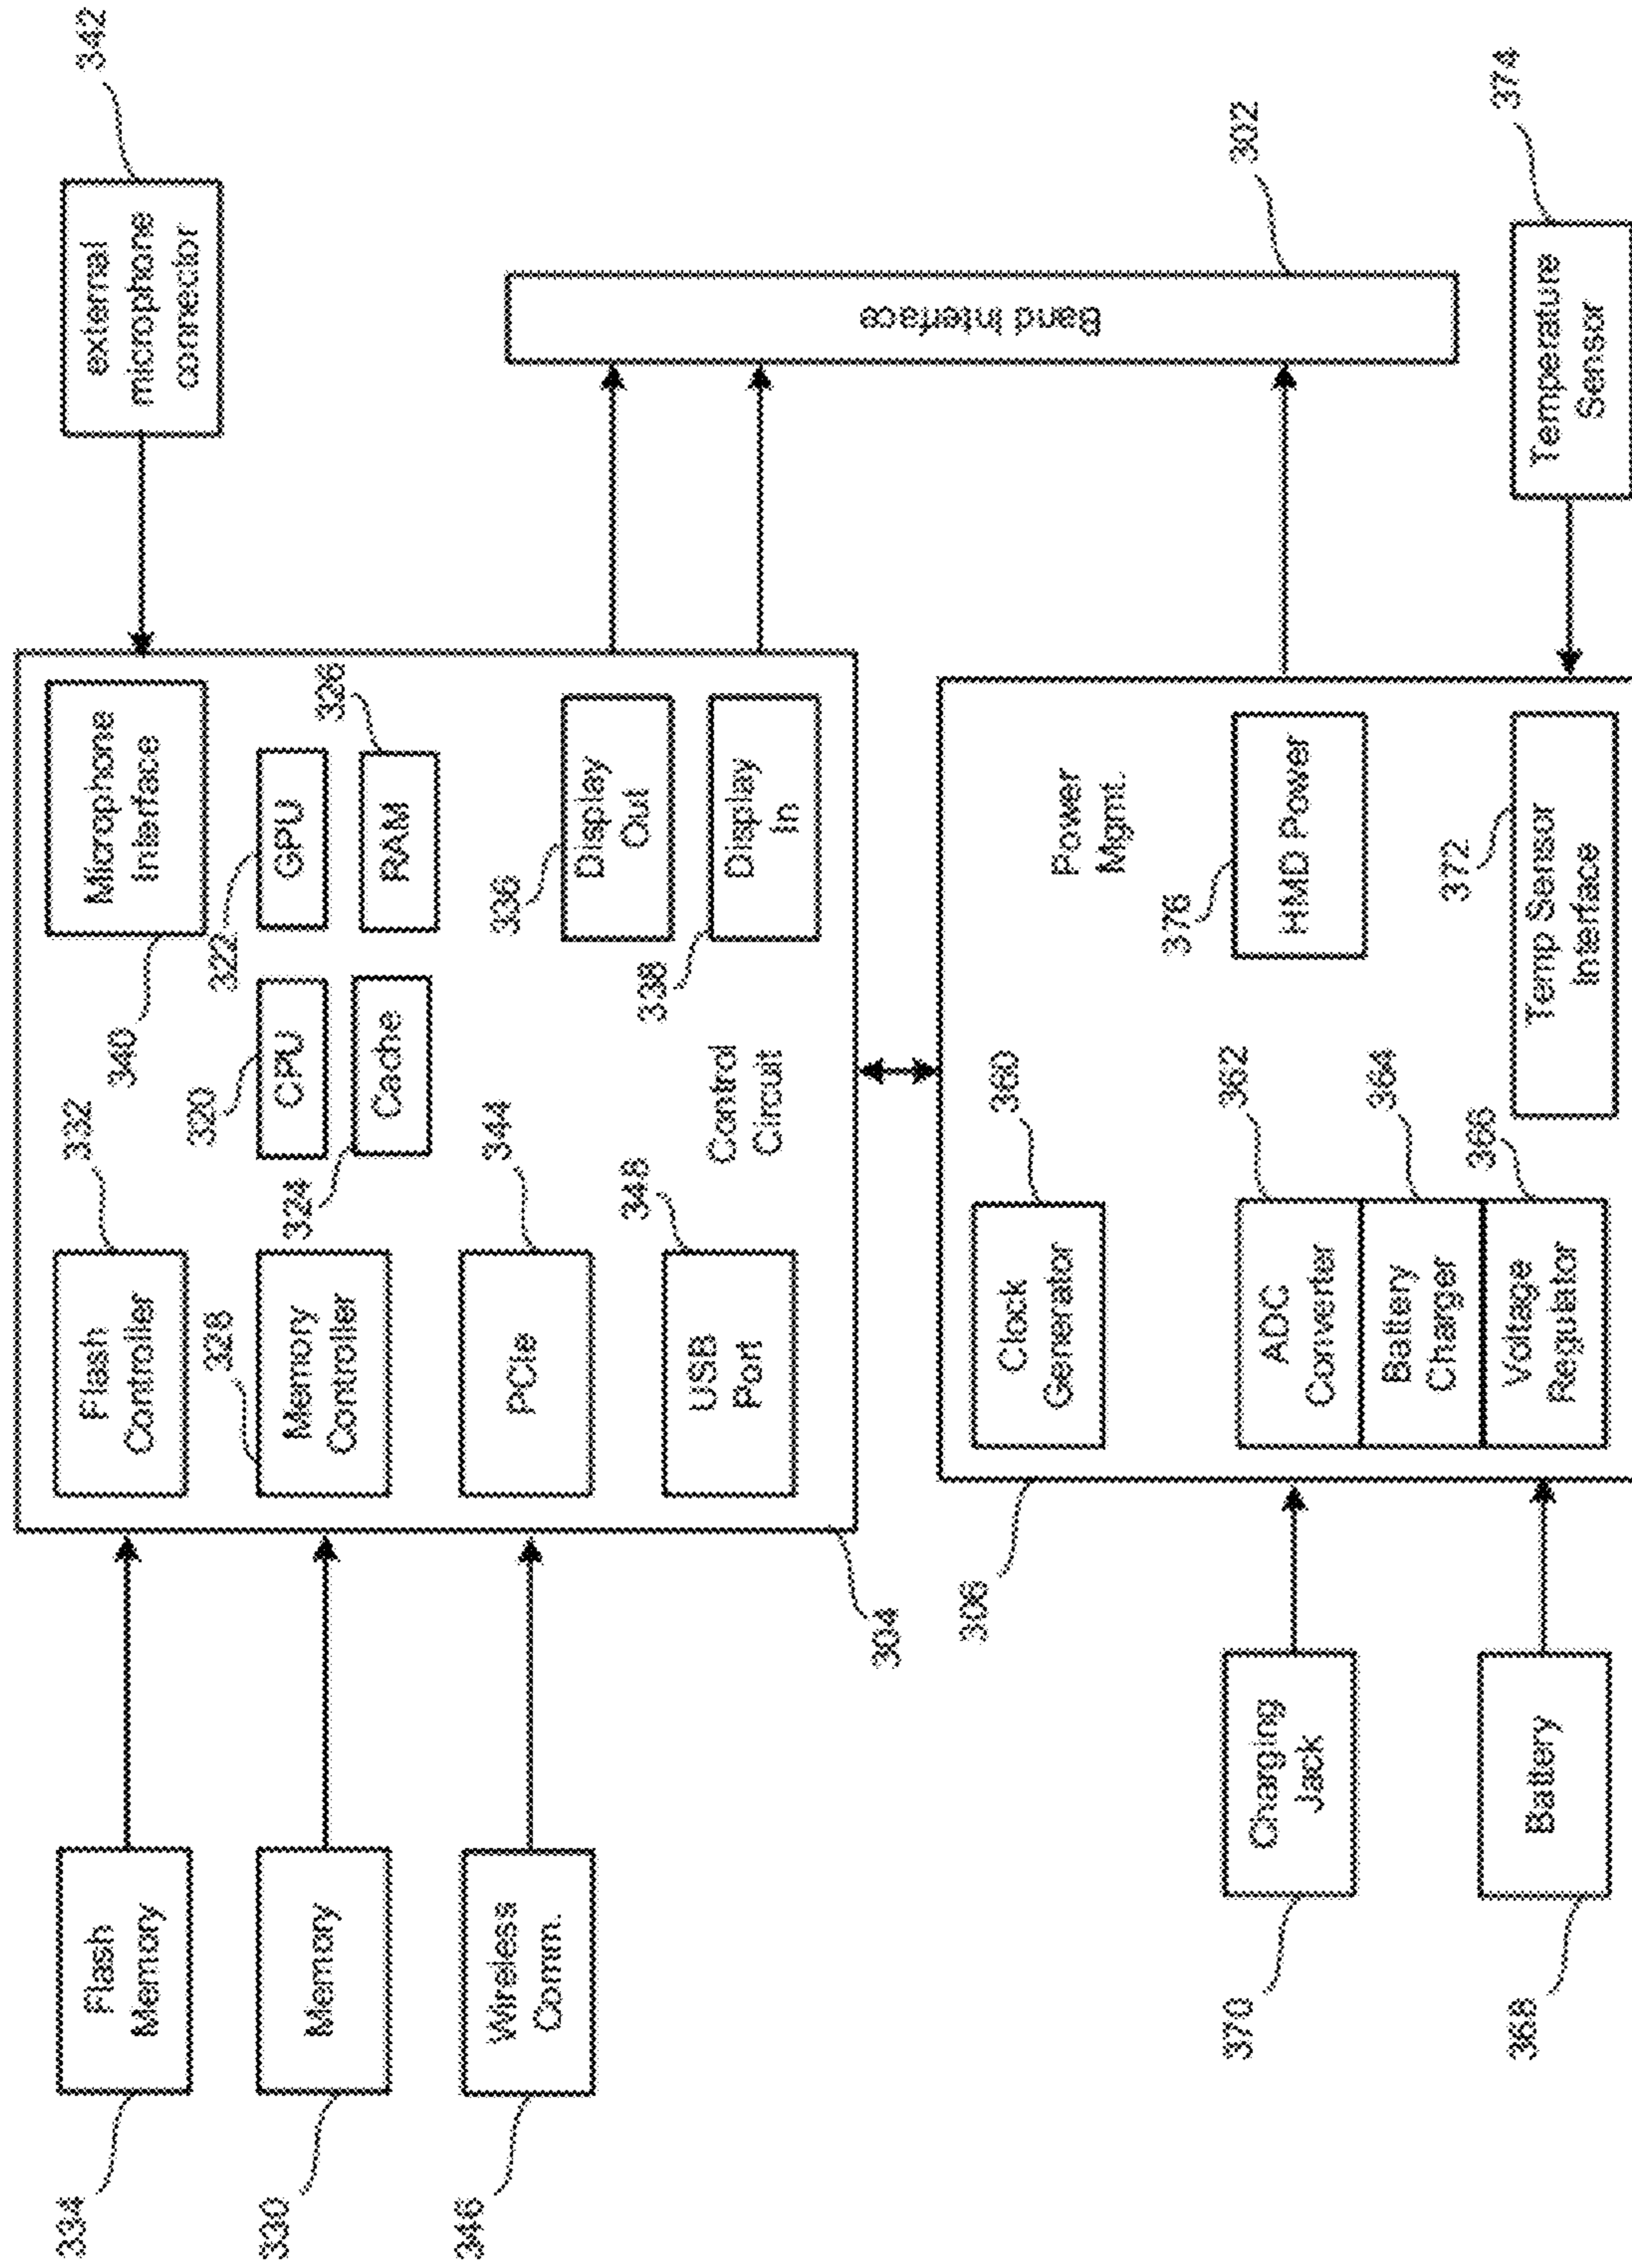 334
Flash
Memory
332
Flash
Controller
340
Microphone
Interface
external
microphone
connector
342
330
Memory
328
Memory
Controller
320
CPU
322
GPU
324
Cache
326
RAM
346
Wireless
Comm.
344
PCIe
336
Display
Out
348
USB
Port
338
Display
In
Control
Circuit
304
Band Interface
302
306
360
Clock
Generator
Power
Mgmt.
370
Charging
Jack
362
ADC
Converter
376
HMD Power
364
Battery
Charger
368
Battery
366
Voltage
Regulator
372
Temp Sensor
Interface
Temperature
Sensor
374